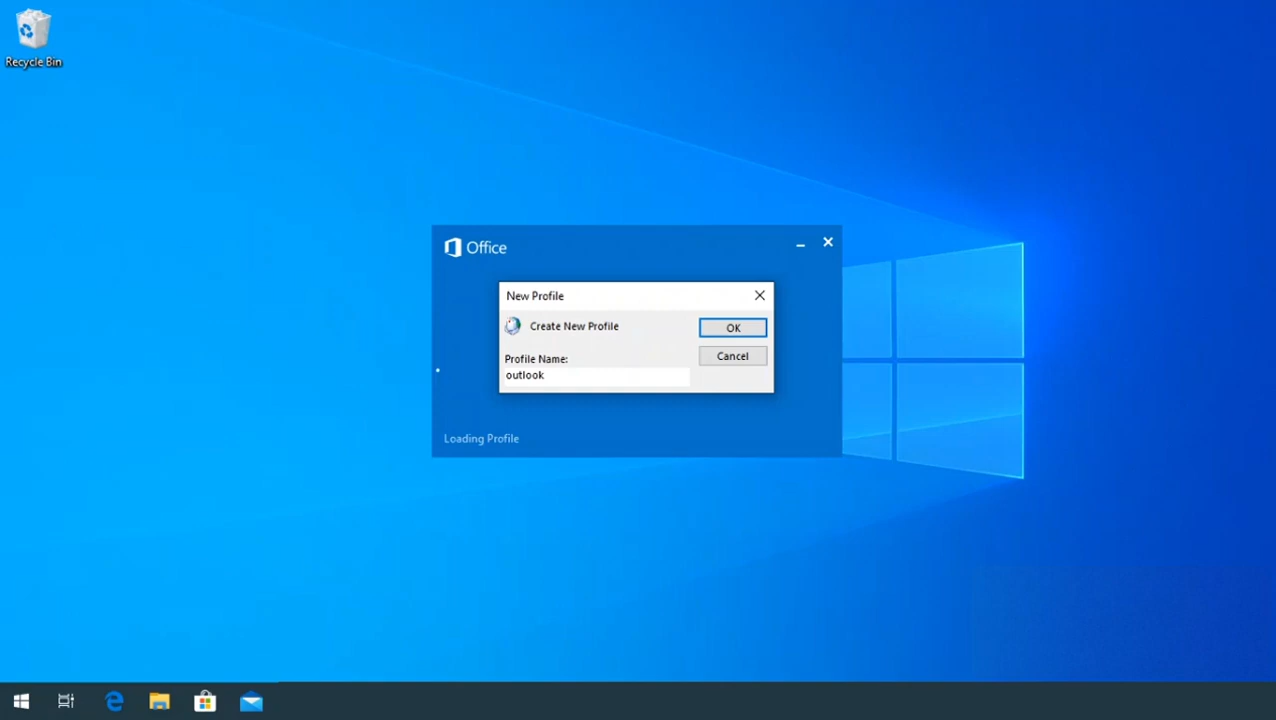 Recycle Bin
Office
New Profile
Create New Profile
OK
Profile Name:
Cancel
outlook
Loading Profile